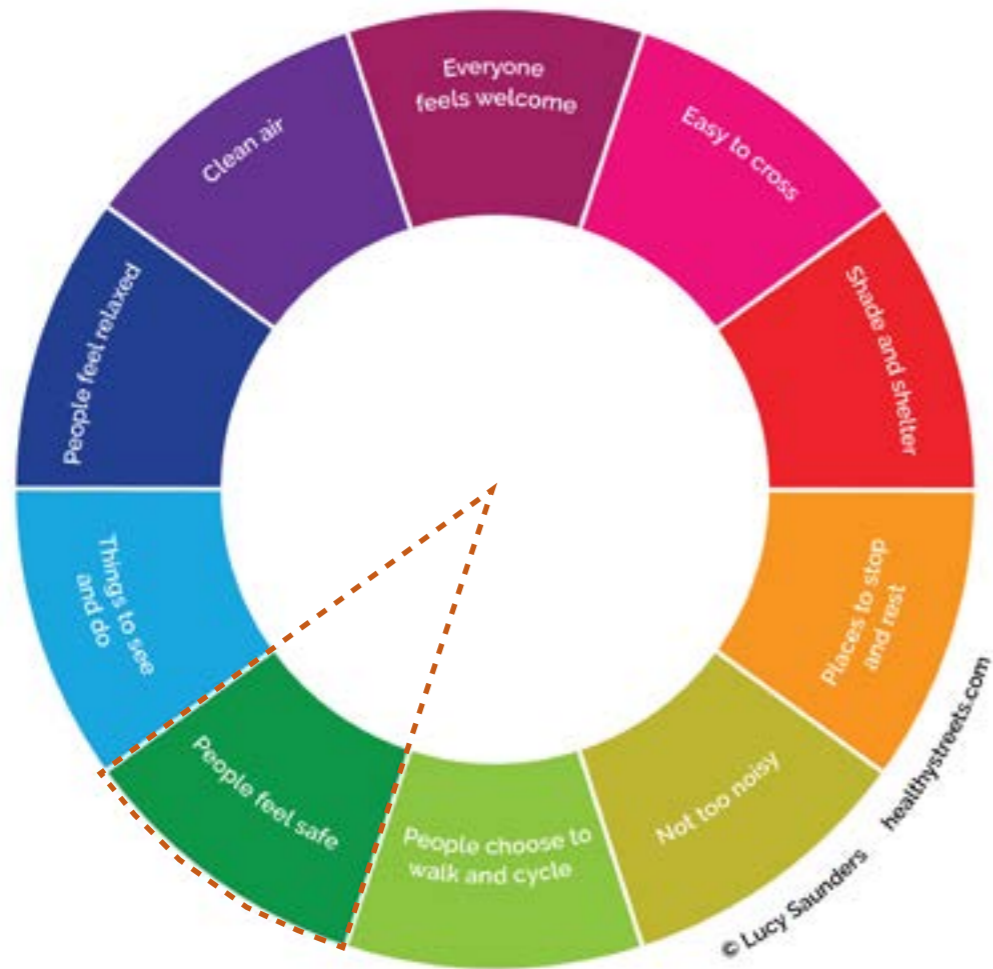 Everyone
feels welcome
Easy to cross
Shade and shelter
Places to stop
and rest
Not too noisy
People choose to
walk and cycle
People feel safe
Things to see
and do
People feel relaxed
Clean air
© Lucy Saunders healthystreets.com